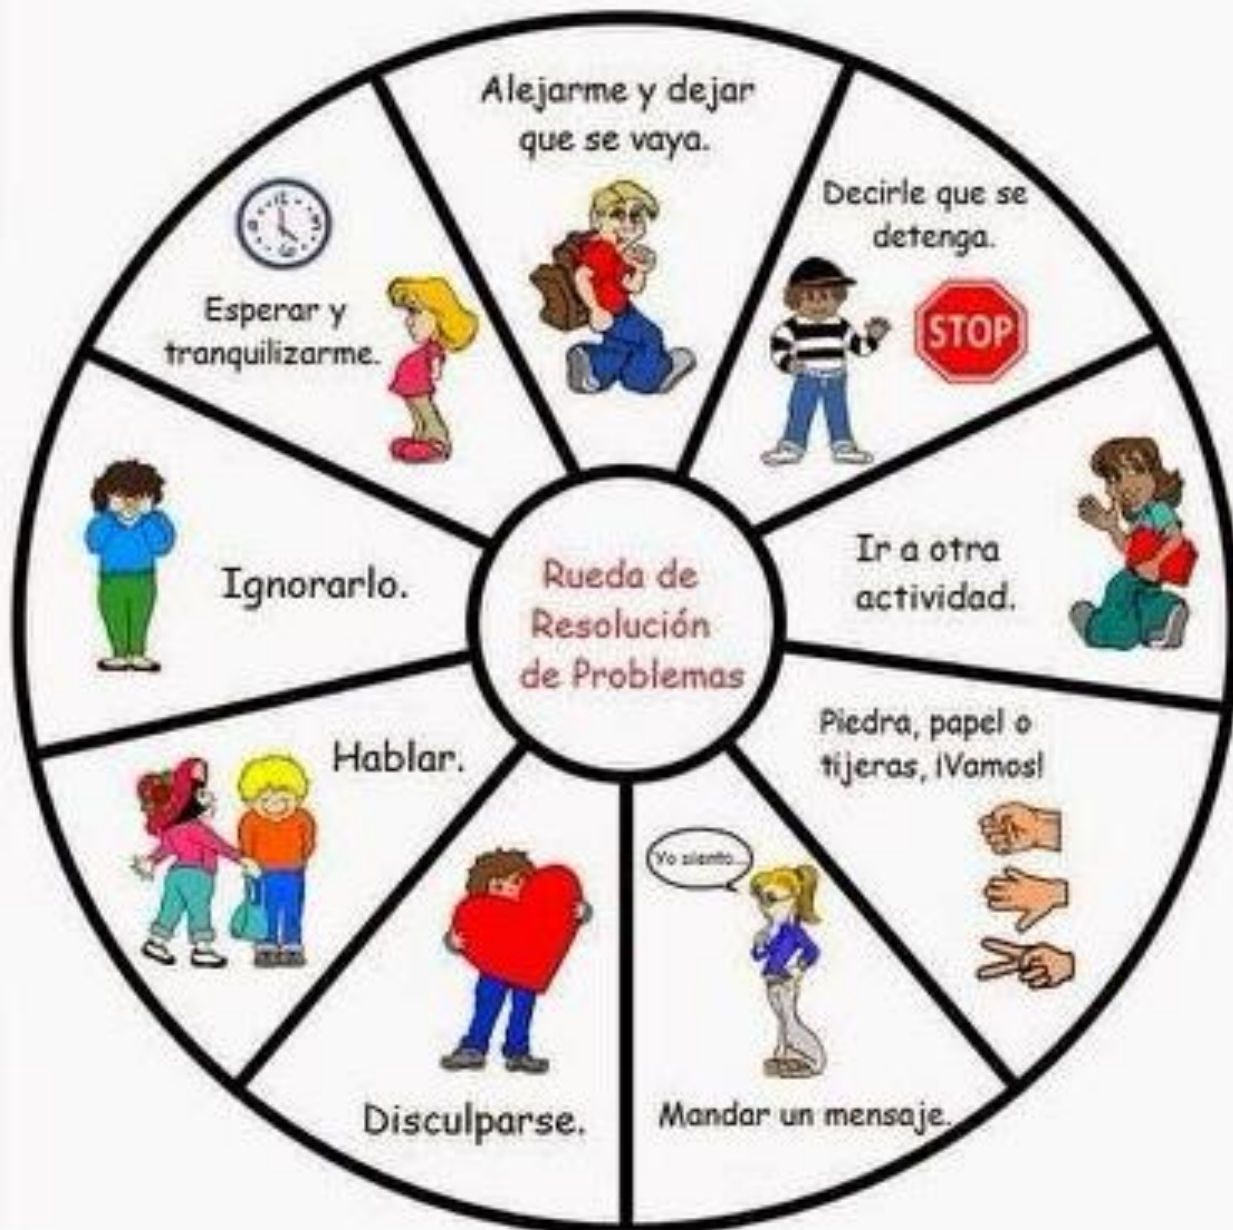 Rueda de
Resolución
de Problemas
Alejarme y dejar
que se vaya.
Decirle que se
detenga.
STOP
Ir a otra
actividad.
Piedra, papel o
tijeras, ¡Vamos!
Yo siento...
Mandar un mensaje.
Disculparse.
Hablar.
Ignorarlo.
Esperar y
tranquilizarme.